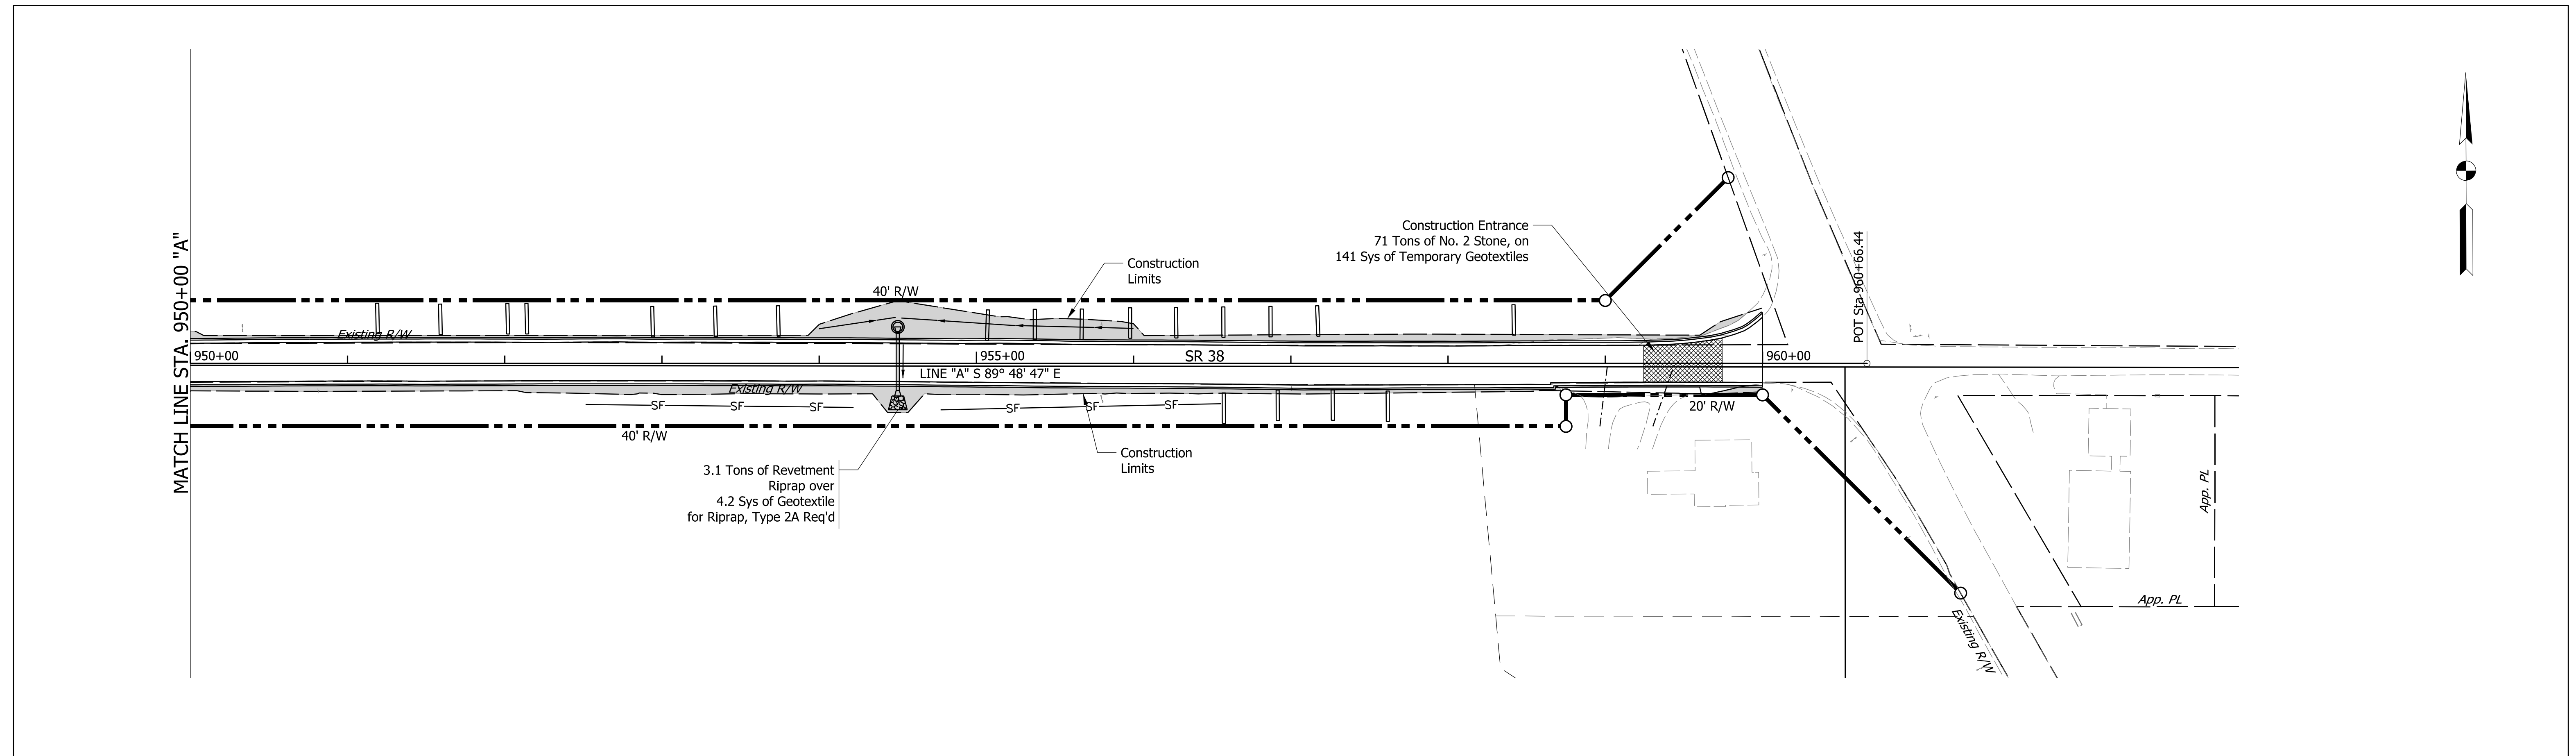 MATCH LINE STA. 950+00 "A"
Construction Entrance
71 Tons of No. 2 Stone, on
141 Sys of Temporary Geotextiles
POT Sta 960+66.44
Construction
Limits
40' R/W
Existing R/W
950+00
955+00
SR 38
960+00
LINE "A" S 89° 48' 47" E
Existing R/W
SF
SF
SF
SF
SF
SF
20' R/W
40' R/W
Construction
Limits
3.1 Tons of Revetment
Riprap over
4.2 Sys of Geotextile
for Riprap, Type 2A Req'd
App. PL
App. PL
Existing R/W